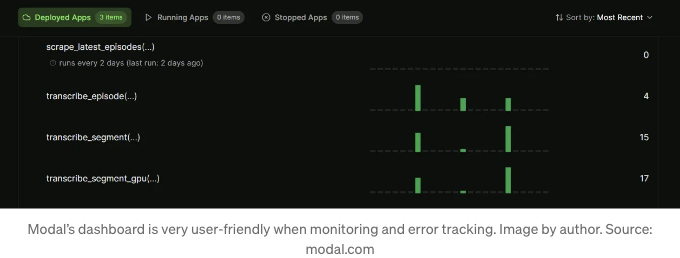 Deployed Apps 3 items Running Apps 0 items Stopped Apps 0 items Sort by: Most Recent
scrape_latest_episodes(...)
runs every 2 days (last run: 2 days ago)
0
transcribe_episode(...) 4
transcribe_segment(...) 15
transcribe_segment_gpu(...) 17
Modal's dashboard is very user-friendly when monitoring and error tracking. Image by author. Source:
modal.com